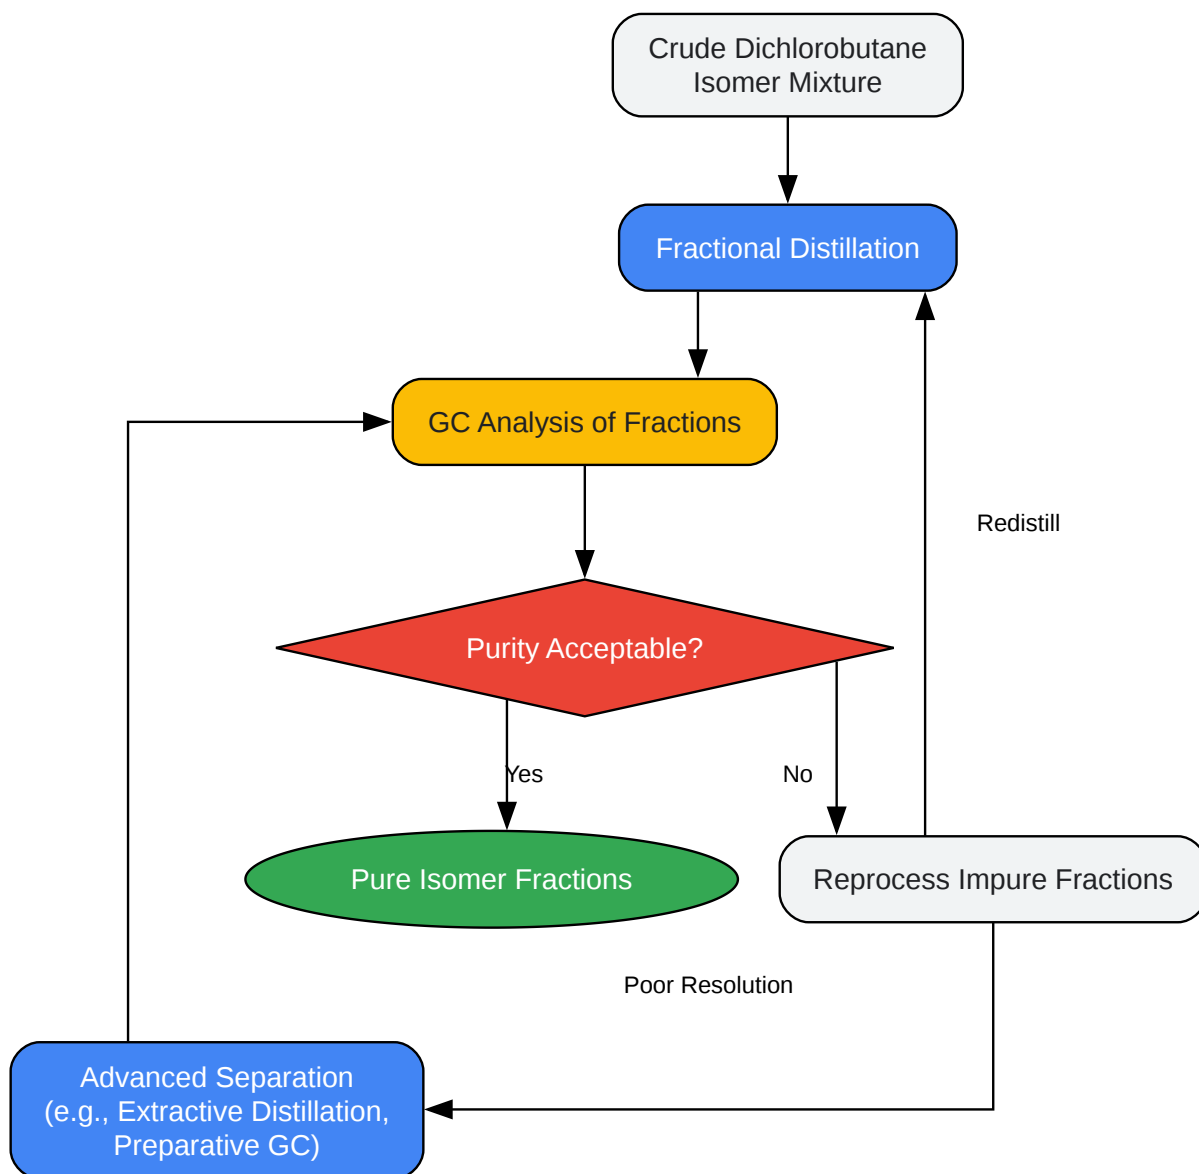 Crude Dichlorobutane
Isomer Mixture
Fractional Distillation
GC Analysis of Fractions
Redistill
Purity Acceptable?
Yes
No
Pure Isomer Fractions
Reprocess Impure Fractions
Poor Resolution
Advanced Separation
(e.g., Extractive Distillation,
Preparative GC)